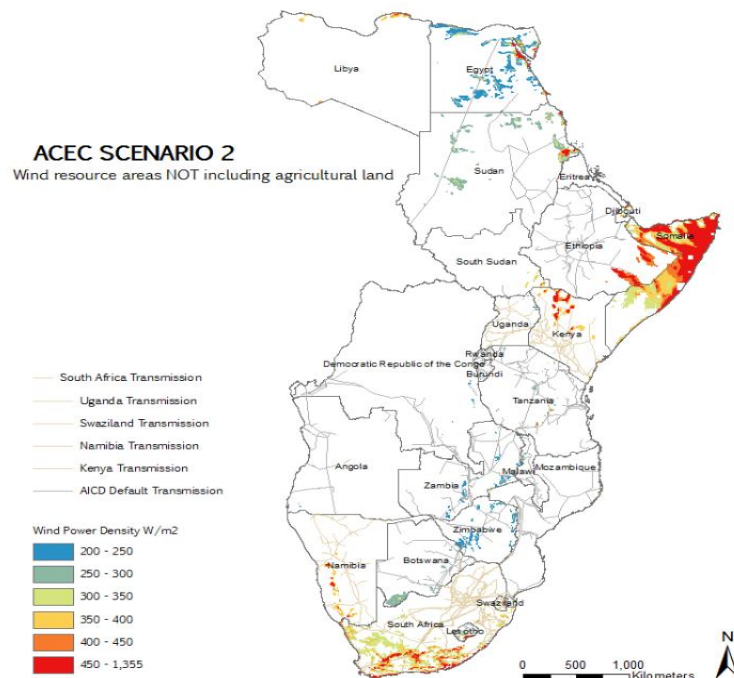 Libya
Egypt
ACEC SCENARIO 2
Wind resource areas NOT including agricultural land
Sudan
Eritrea
Djibouti
Somalia
Ethiopia
South Sudan
Uganda
Kenya
Rwanda
Democratic Republic of the Congo
Burundi
Tanzania
South Africa Transmission
Uganda Transmission
Swaziland Transmission
Namibia Transmission
Kenya Transmission
AICD Default Transmission
Angola
Malawi
Mozambique
Zambia
Zimbabwe
Botswana
Namibia
Swaziland
South Africa
Lesotho
Wind Power Density W/m2
200 - 250
250 - 300
300 - 350
350 - 400
400 - 450
450 - 1,355
N
0 500 1,000
Kilometers